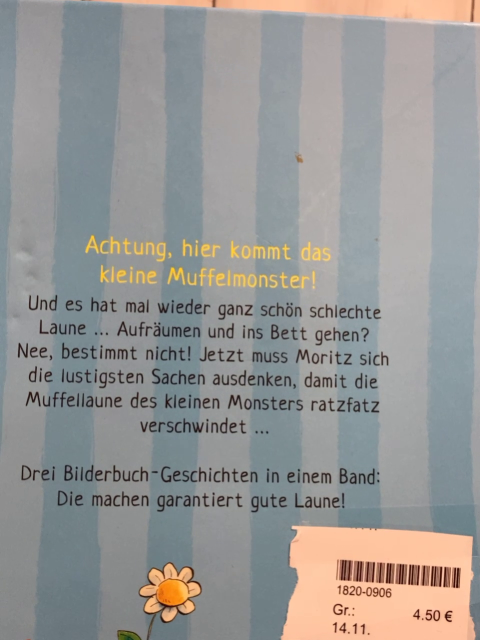 Achtung, hier kommt das
kleine Muffelmonster!
Und es hat mal wieder ganz schön schlechte
Laune ... Aufräumen und ins Bett gehen?
Nee, bestimmt nicht! Jetzt muss Moritz sich
die lustigsten Sachen ausdenken, damit die
Muffellaune des kleinen Monsters ratzfatz
verschwindet ...
Drei Bilderbuch-Geschichten in einem Band:
Die machen garantiert gute Laune!
1820-0906
Gr.: 4.50 €
14.11.